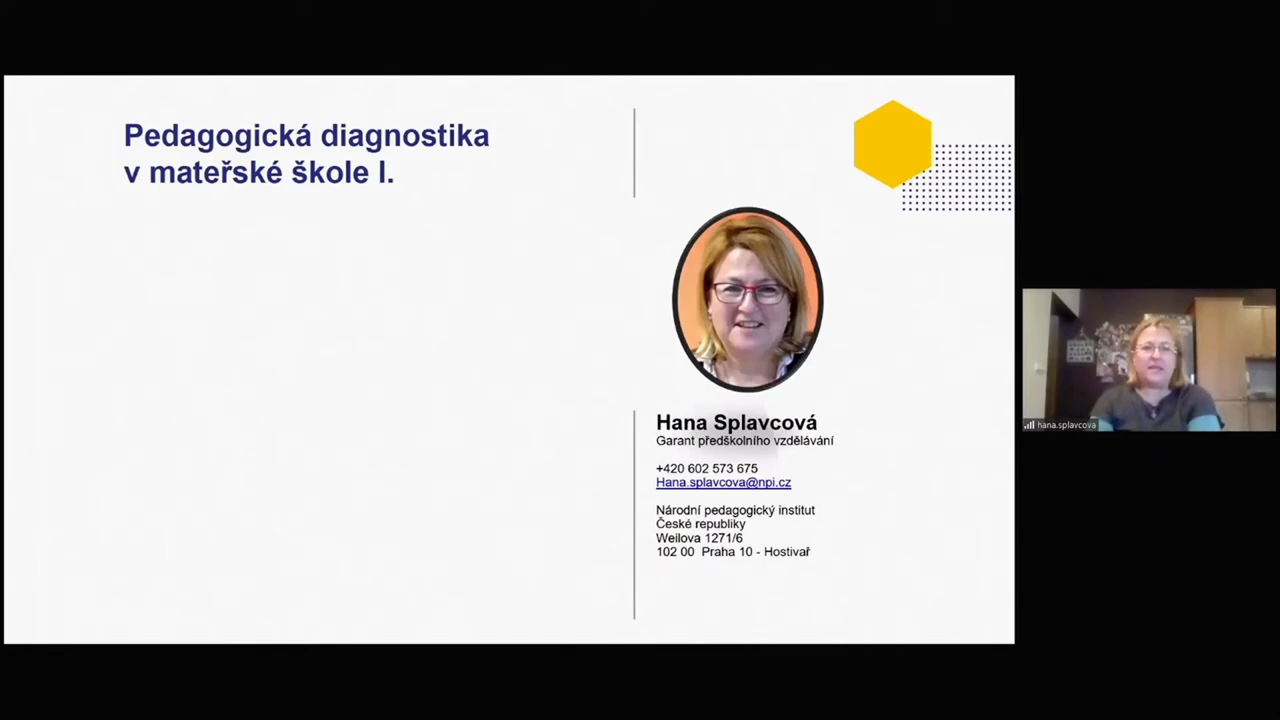 Pedagogická diagnostika
v mateřské škole I.
Hana Splavcová
Garant předškolního vzdělávání
+420 602 573 675
Hana.splavcova@npi.cz
Národní pedagogický institut
České republiky
Weilova 1271/6
102 00 Praha 10 - Hostivař
hana.splavcova